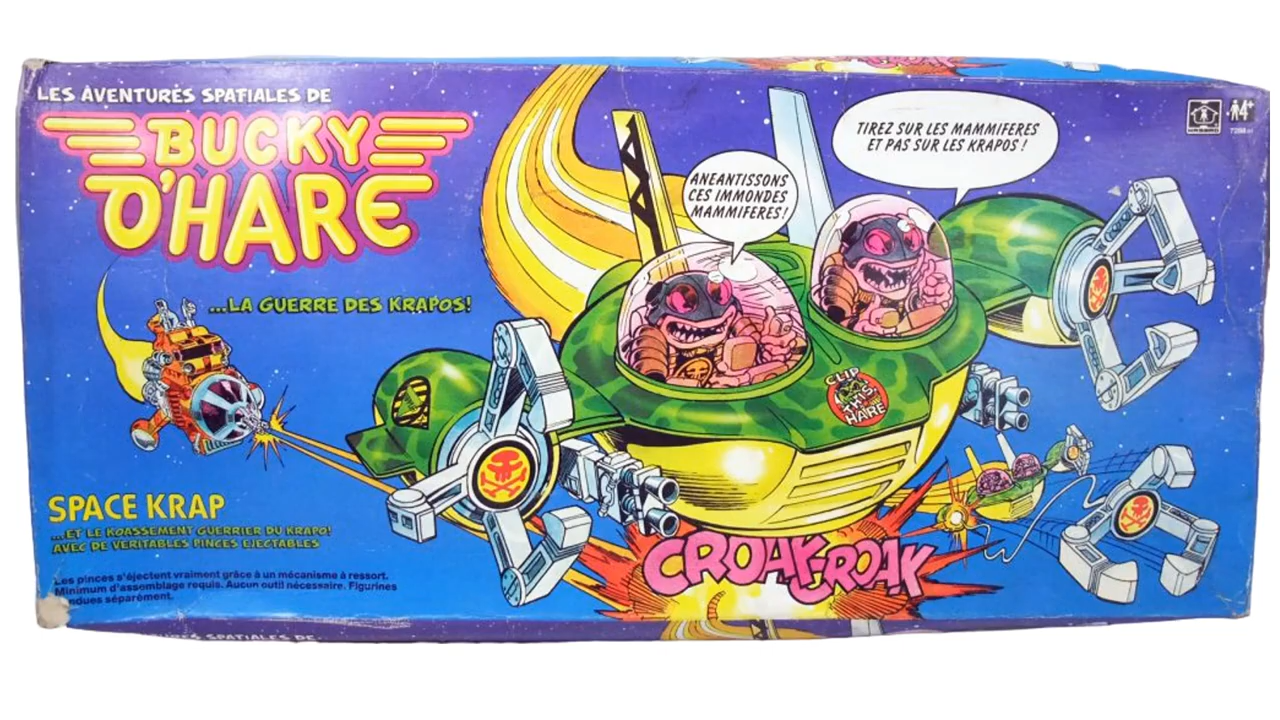 LES AVENTURES SPATIALES DE
BUCKY
O'HARE
...LA GUERRE DES KRAPOS!
ANEANTISSONS
CES IMMONDES
MAMMIFERES!
TIREZ SUR LES MAMMIFERES
ET PAS SUR LES KRAPOS !
4+
CLIP
THIS,
HARE
CROAK-ROAK
SPACE KRAP
...ET LE KOASSEMENT GUERRIER DU KRAPO!
AVEC DE VERITABLES PINCES EJECTABLES
Les pinces s'éjectent vraiment grâce à un mécanisme à ressort.
Minimum d'assemblage requis. Aucun outil nécessaire. Figurines
séparément.
SPATIALES DE